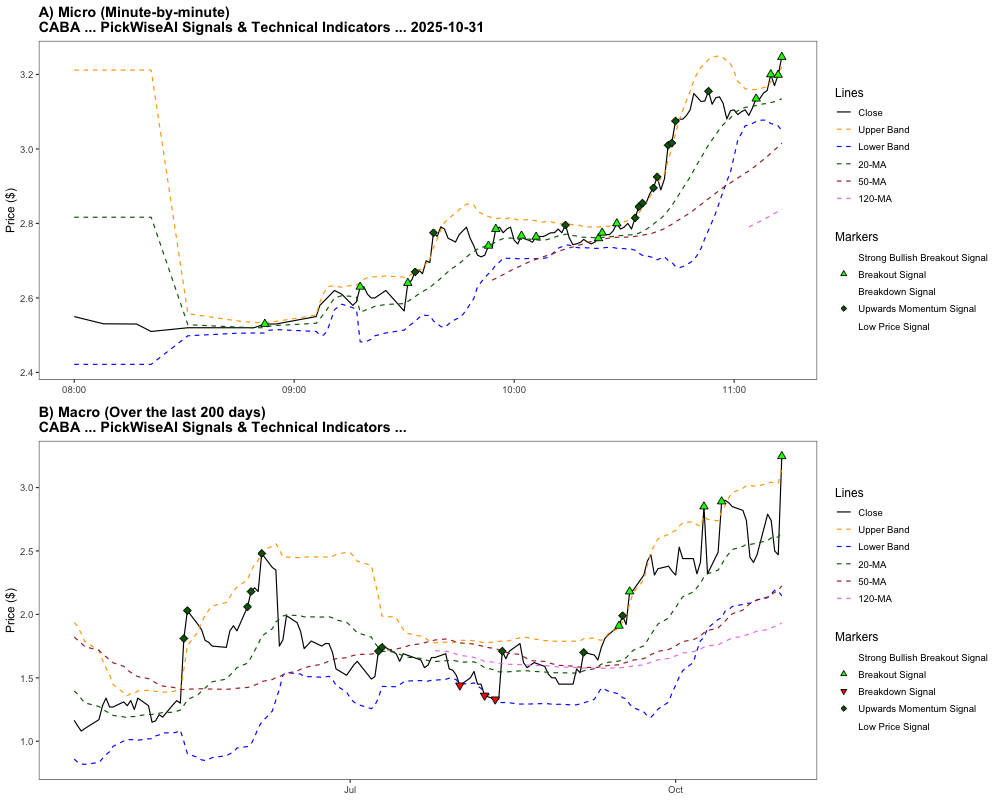 A) Micro (Minute-by-minute)
CABA ... PickWiseAI Signals & Technical Indicators ... 2025-10-31
Price ($)
3.2
3.0
2.8
2.6
2.4
08:00
09:00
10:00
11:00
Lines
Close
Upper Band
Lower Band
20-MA
50-MA
120-MA
Markers
Strong Bullish Breakout Signal
Breakout Signal
Breakdown Signal
Upwards Momentum Signal
Low Price Signal
B) Macro (Over the last 200 days)
CABA ... PickWiseAI Signals & Technical Indicators ...
Price ($)
3.0
2.5
2.0
1.5
1.0
Jul
Oct
Lines
Close
Upper Band
Lower Band
20-MA
50-MA
120-MA
Markers
Strong Bullish Breakout Signal
Breakout Signal
Breakdown Signal
Upwards Momentum Signal
Low Price Signal